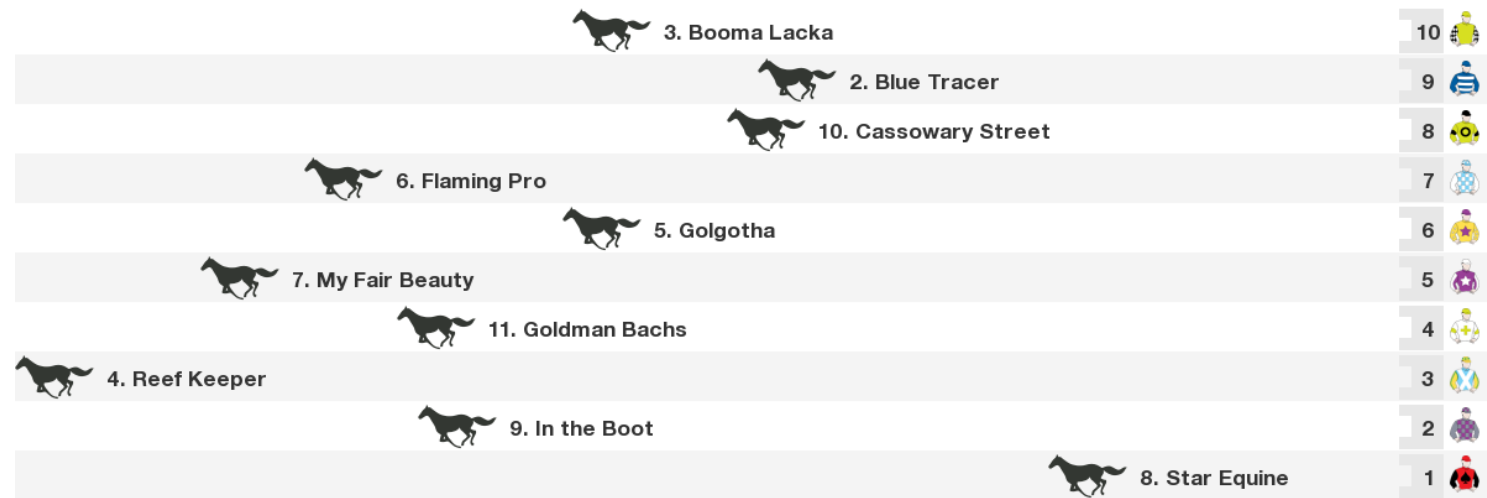 3. Booma Lacka 10
2. Blue Tracer 9
10. Cassowary Street 8
6. Flaming Pro 7
5. Golgotha 6
7. My Fair Beauty 5
11. Goldman Bachs 4
4. Reef Keeper 3
9. In the Boot 2
8. Star Equine 1